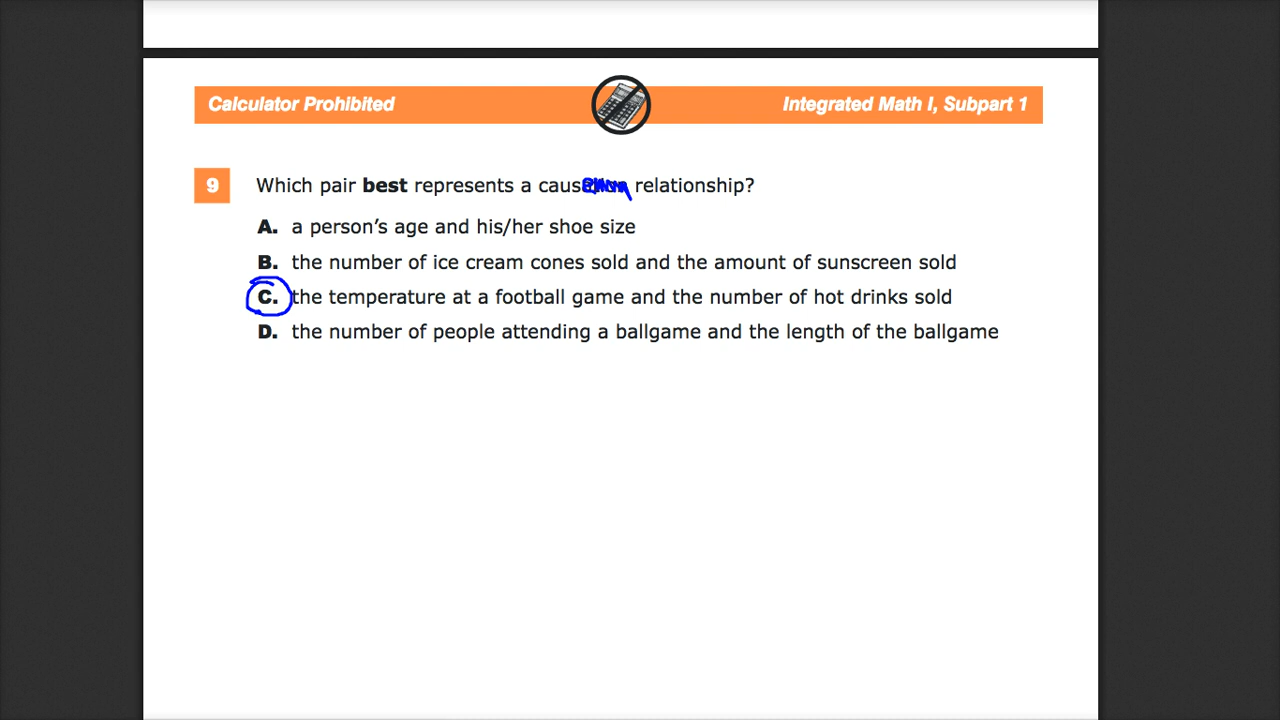 Calculator Prohibited
Integrated Math I, Subpart 1
9 Which pair best represents a relationship?
A. a person’s age and his/her shoe size
B. the number of ice cream cones sold and the amount of sunscreen sold
C. the temperature at a football game and the number of hot drinks sold
D. the number of people attending a ballgame and the length of the ballgame